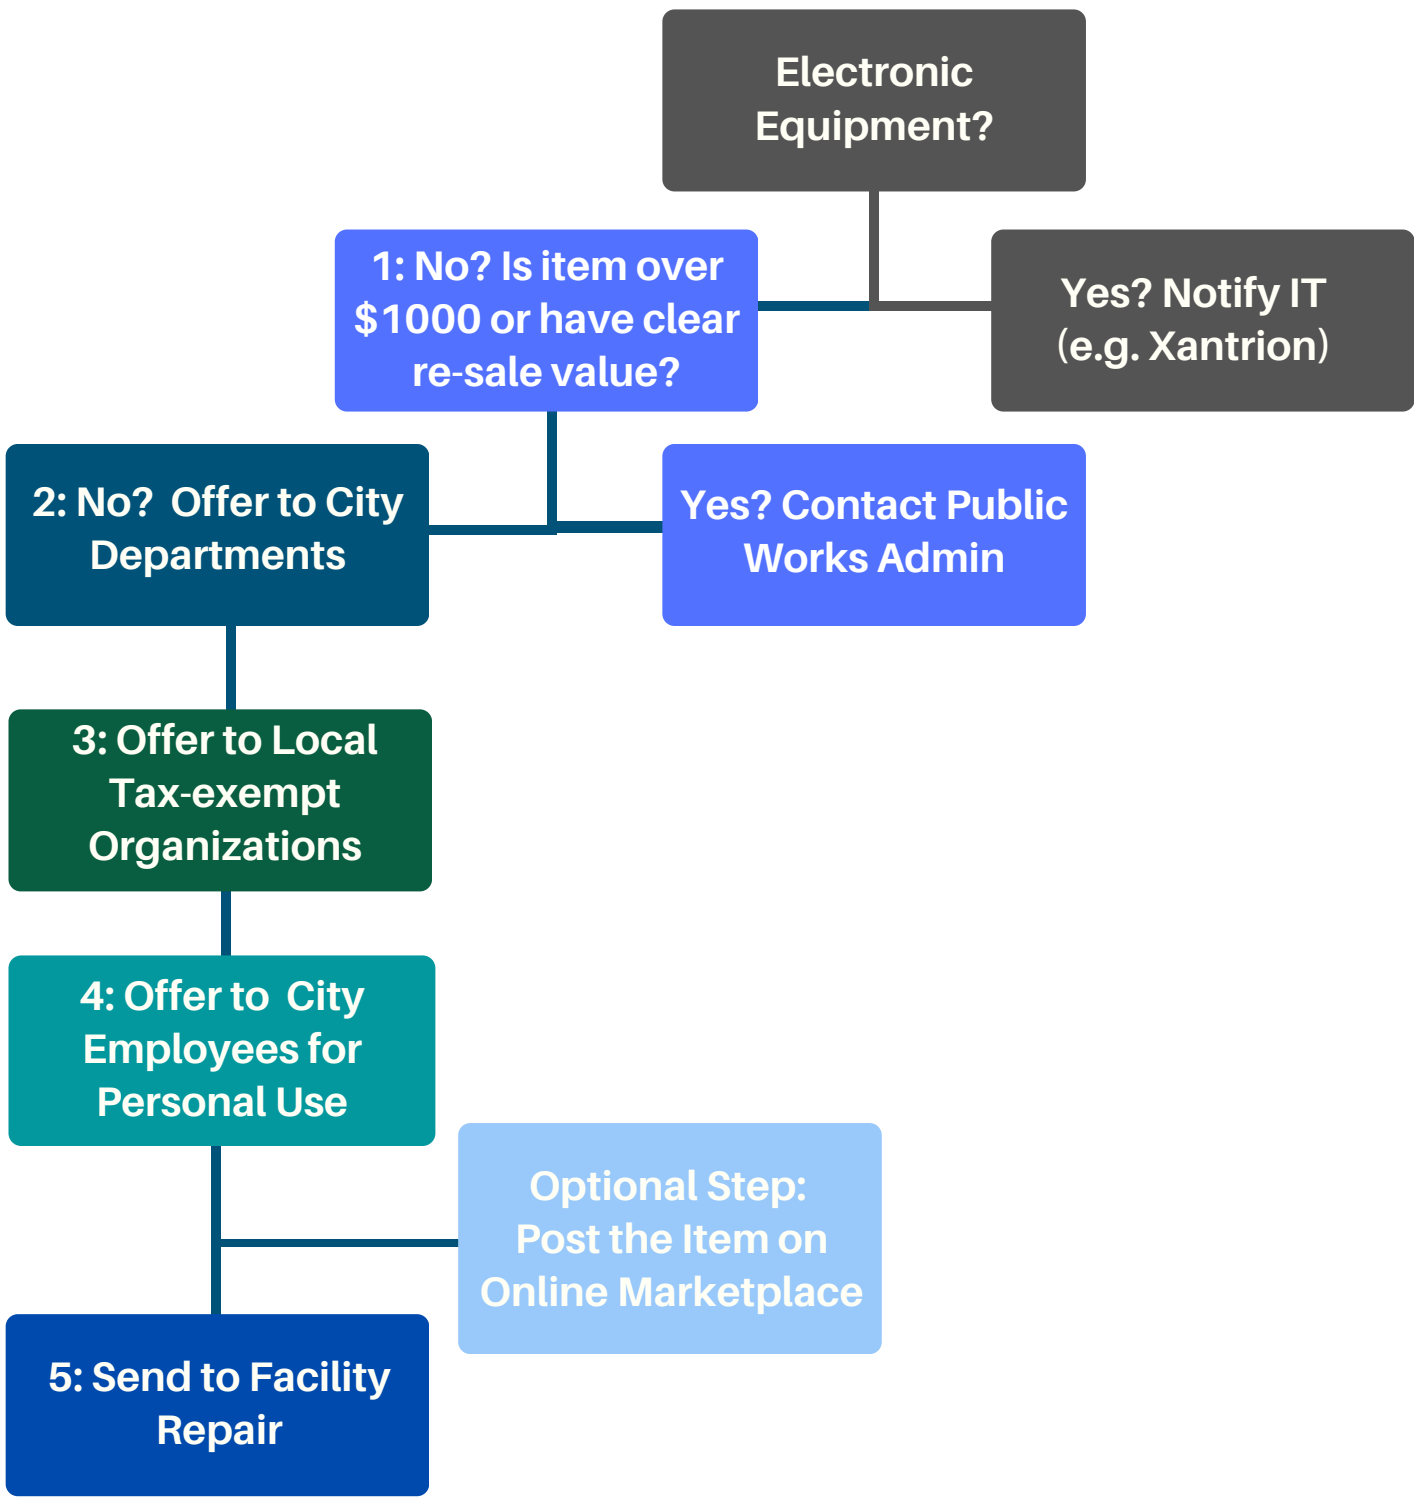 Electronic
Equipment?
1: No? Is item over
$1000 or have clear
re-sale value?
Yes? Notify IT
(e.g. Xantrion)
2: No? Offer to City
Departments
Yes? Contact Public
Works Admin
3: Offer to Local
Tax-exempt
Organizations
4: Offer to City
Employees for
Personal Use
Optional Step:
Post the Item on
Online Marketplace
5: Send to Facility
Repair